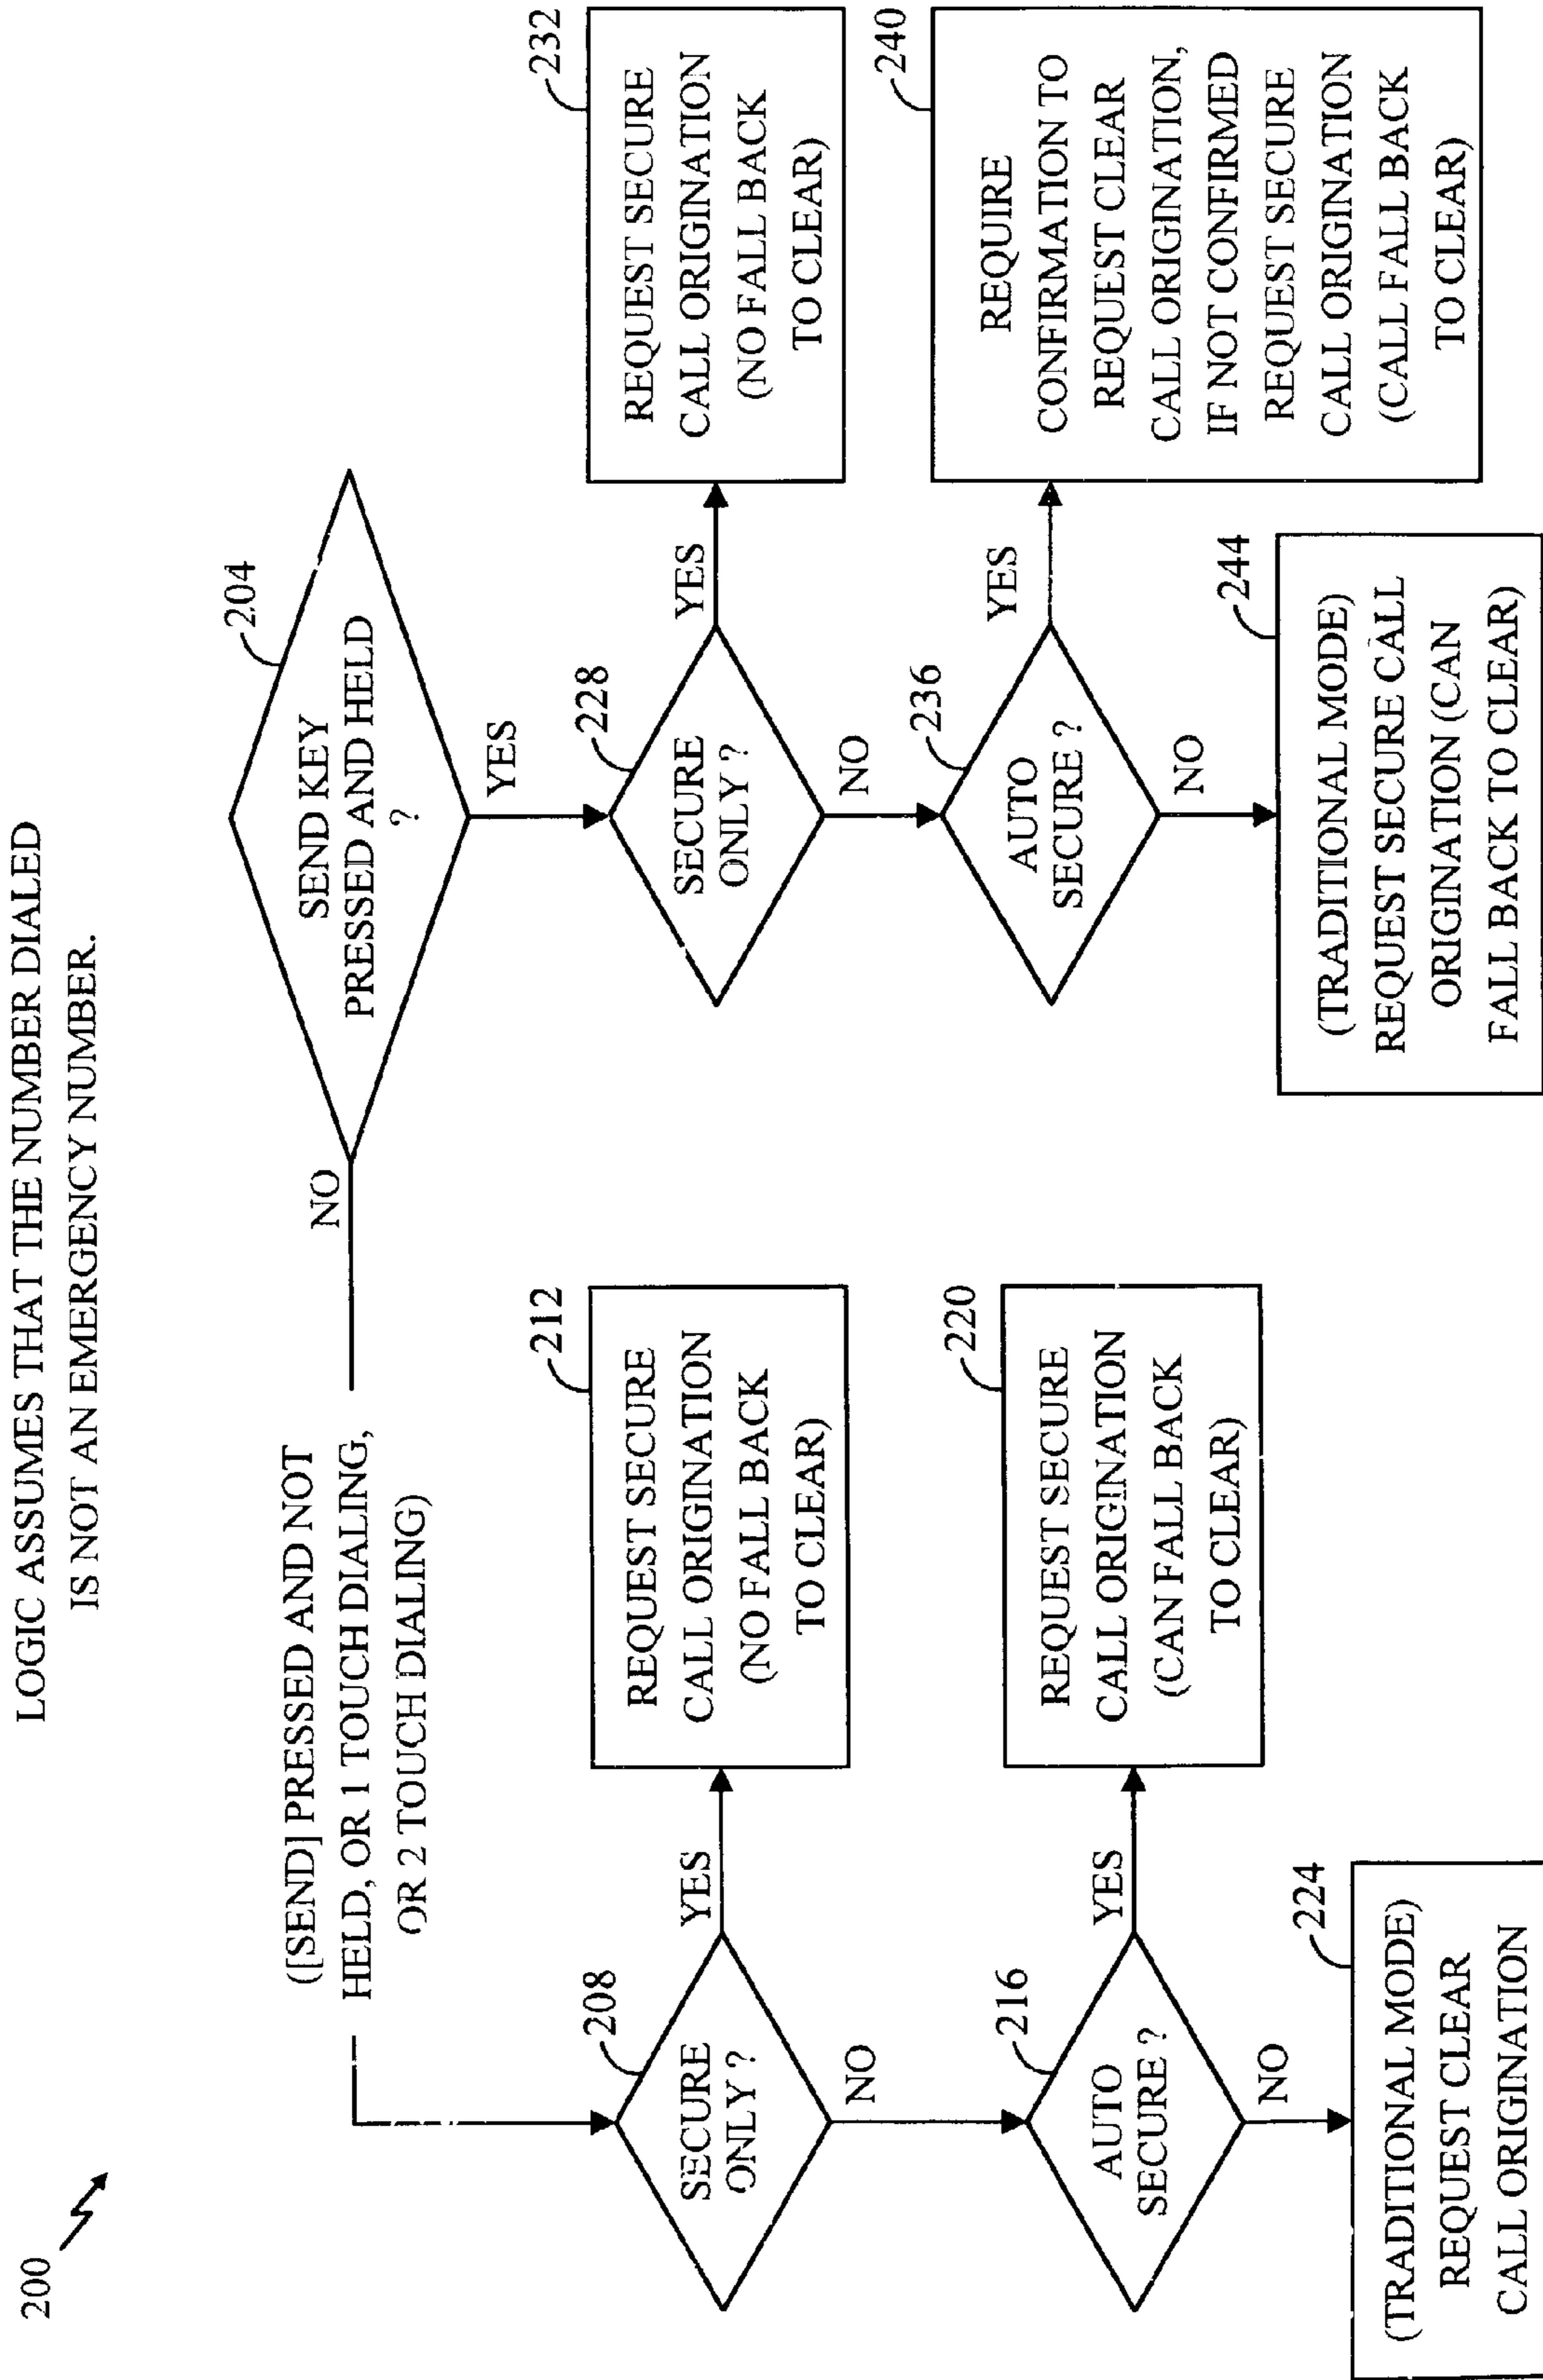 200
LOGIC ASSUMES THAT THE NUMBER DIALED
IS NOT AN EMERGENCY NUMBER.
204
SEND KEY
PRESSED AND HELD
?
NO
YES
([SEND] PRESSED AND NOT
HELD, OR 1 TOUCH DIALING,
OR 2 TOUCH DIALING)
208
SECURE
ONLY ?
YES
212
REQUEST SECURE
CALL ORIGINATION
(NO FALL BACK
TO CLEAR)
NO
216
AUTO
SECURE ?
YES
220
REQUEST SECURE
CALL ORIGINATION
(CAN FALL BACK
TO CLEAR)
NO
224
(TRADITIONAL MODE)
REQUEST CLEAR
CALL ORIGINATION
228
SECURE
ONLY ?
YES
232
REQUEST SECURE
CALL ORIGINATION
(NO FALL BACK
TO CLEAR)
NO
236
AUTO
SECURE ?
YES
240
REQUIRE
CONFIRMATION TO
REQUEST CLEAR
CALL ORIGINATION,
IF NOT CONFIRMED
REQUEST SECURE
CALL ORIGINATION
(CALL FALL BACK
TO CLEAR)
NO
244
(TRADITIONAL MODE)
REQUEST SECURE CALL
ORIGINATION (CAN
FALL BACK TO CLEAR)